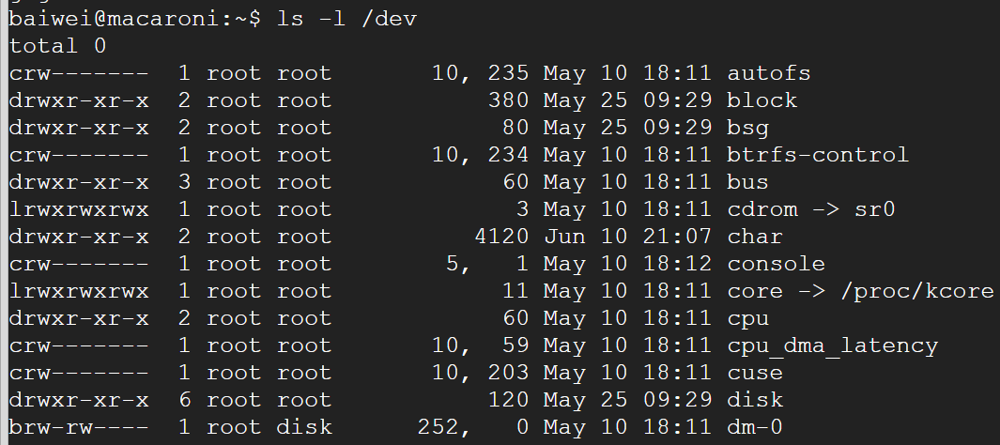 baiwei@macaroni:~$ ls -l /dev
total 0
crw------- 1 root root 10, 235 May 10 18:11 autofs
drwxr-xr-x 2 root root 380 May 25 09:29 block
drwxr-xr-x 2 root root 80 May 25 09:29 bsg
crw------- 1 root root 10, 234 May 10 18:11 btrfs-control
drwxr-xr-x 3 root root 60 May 10 18:11 bus
lrwxrwxrwx 1 root root 3 May 10 18:11 cdrom -> sr0
drwxr-xr-x 2 root root 4120 Jun 10 21:07 char
crw------- 1 root root 5, 1 May 10 18:12 console
lrwxrwxrwx 1 root root 11 May 10 18:11 core -> /proc/kcore
drwxr-xr-x 2 root root 60 May 10 18:11 cpu
crw------- 1 root root 10, 59 May 10 18:11 cpu_dma_latency
crw------- 1 root root 10, 203 May 10 18:11 cuse
drwxr-xr-x 6 root root 120 May 25 09:29 disk
brw-rw---- 1 root disk 252, 0 May 10 18:11 dm-0